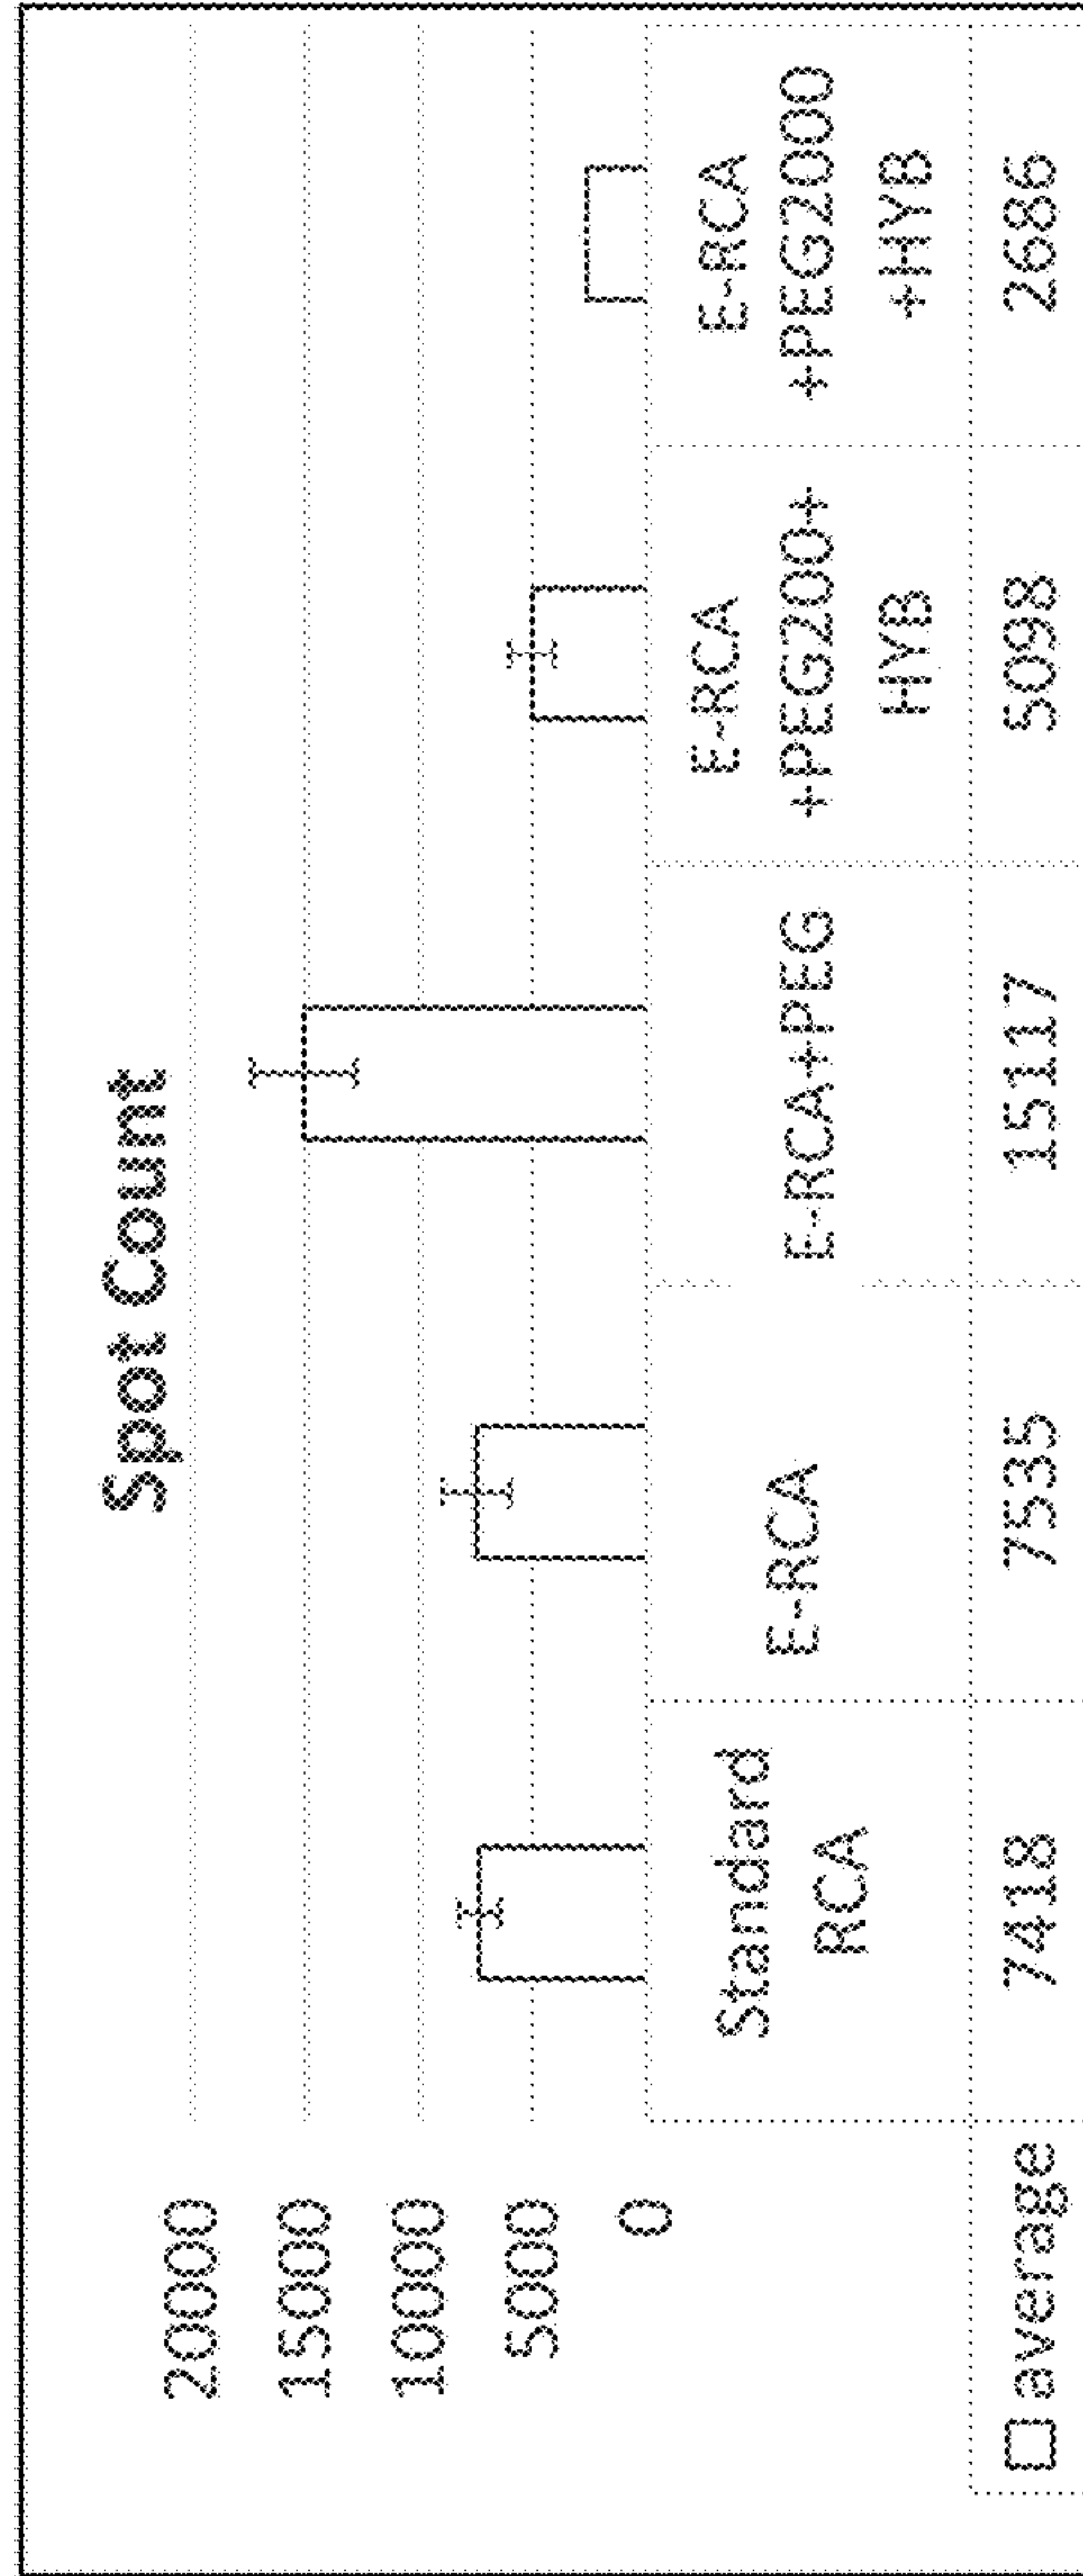 Spot Count
20000
15000
10000
5000
0
Standard
RCA
E-RCA
E-RCA+PEG
E-RCA
+PEG200+
HYB
E-RCA
+PEG2000
+HYB
average
7418
7535
15117
5098
2686